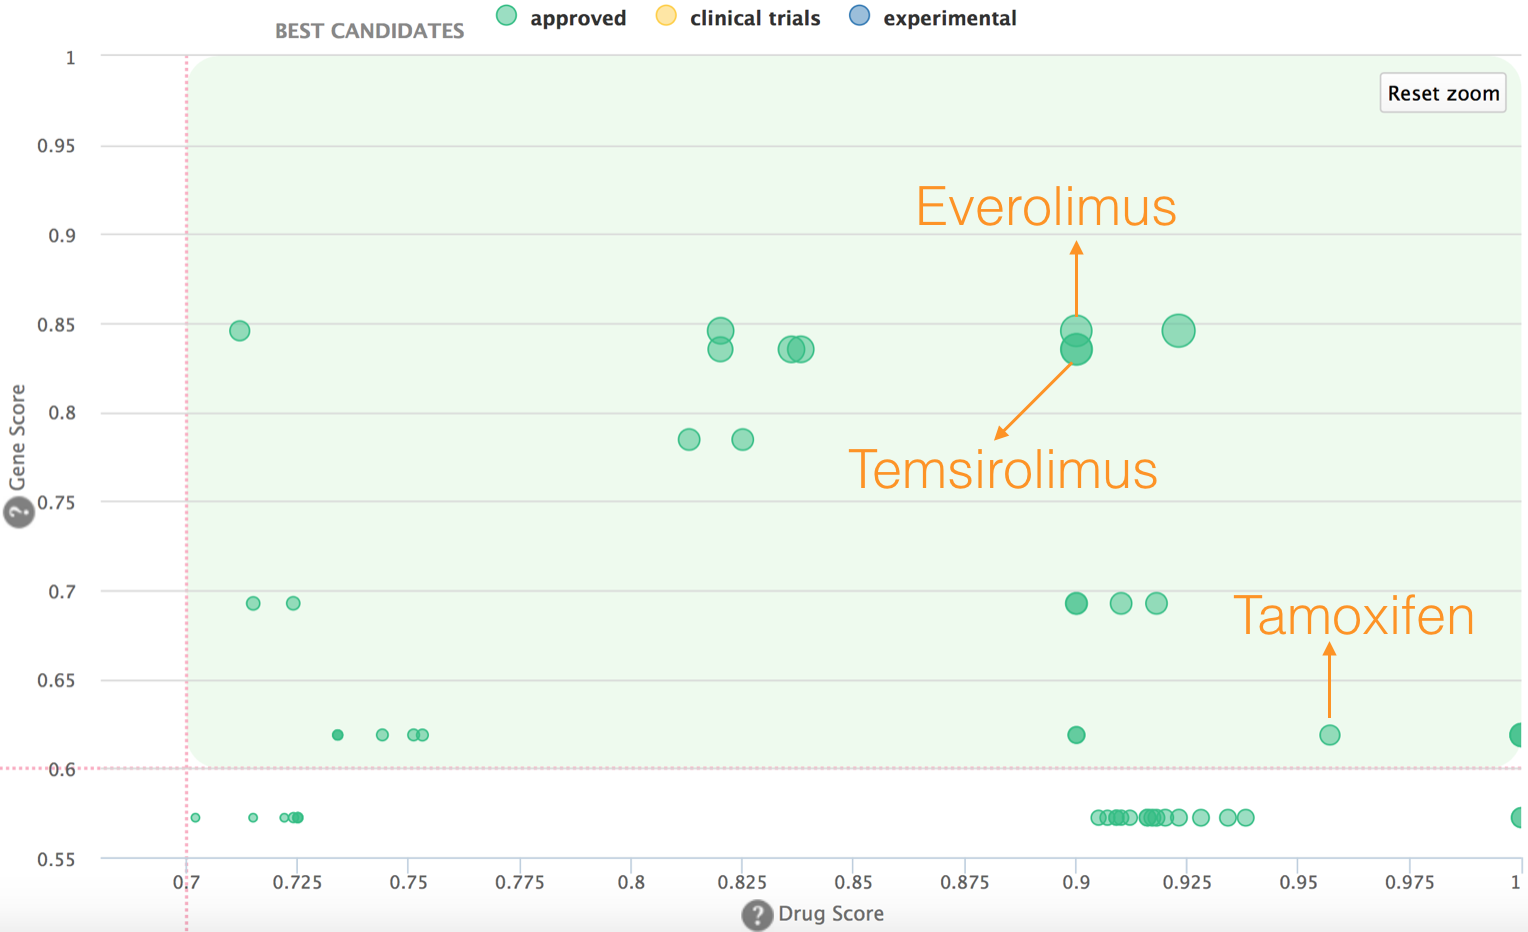 BEST CANDIDATES
approved
clinical trials
experimental
Reset zoom
1
0.95
0.9
0.85
0.8
0.75
0.7
0.65
0.6
0.55
Gene Score
?
Everolimus
Temsirolimus
Tamoxifen
0.7
0.725
0.75
0.775
0.8
0.825
0.85
0.875
0.9
0.925
0.95
0.975
1
? Drug Score